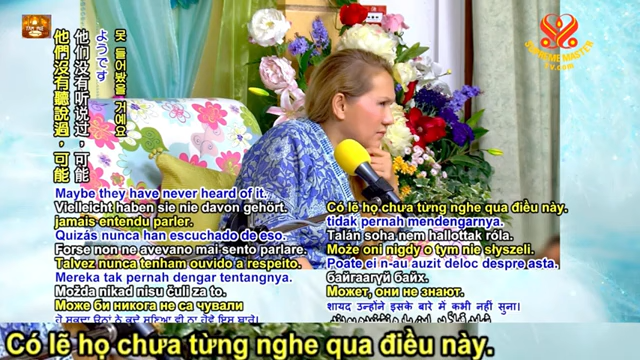 SUPREME MASTER
TV.com
못 들어봤을 거예요
ようです
他们没有听说过，可能
他們沒有聽說過，可能
Maybe they have never heard of it.
Vielleicht haben sie nie davon gehört.
jamais entendu parler.
Quizás nunca han escuchado de eso.
Forse non ne avevano mai sento parlare.
Talvez nunca tenham ouvido a respeito.
Mereka tak pernah dengar tentangnya.
Možda nikad nisu čuli za to.
Може би никога не са чували
Có lẽ họ chưa từng nghe qua điều này.
tidak pernah mendengarnya.
Talán soha nem hallottak róla.
Może oni nigdy o tym nie słyszeli.
Poate ei n-au auzit deloc despre asta.
байгаагүй байх.
Может, они не знают.
शायद उन्होंने इसके बारे में कभी नहीं सुना।
Có lẽ họ chưa từng nghe qua điều này.